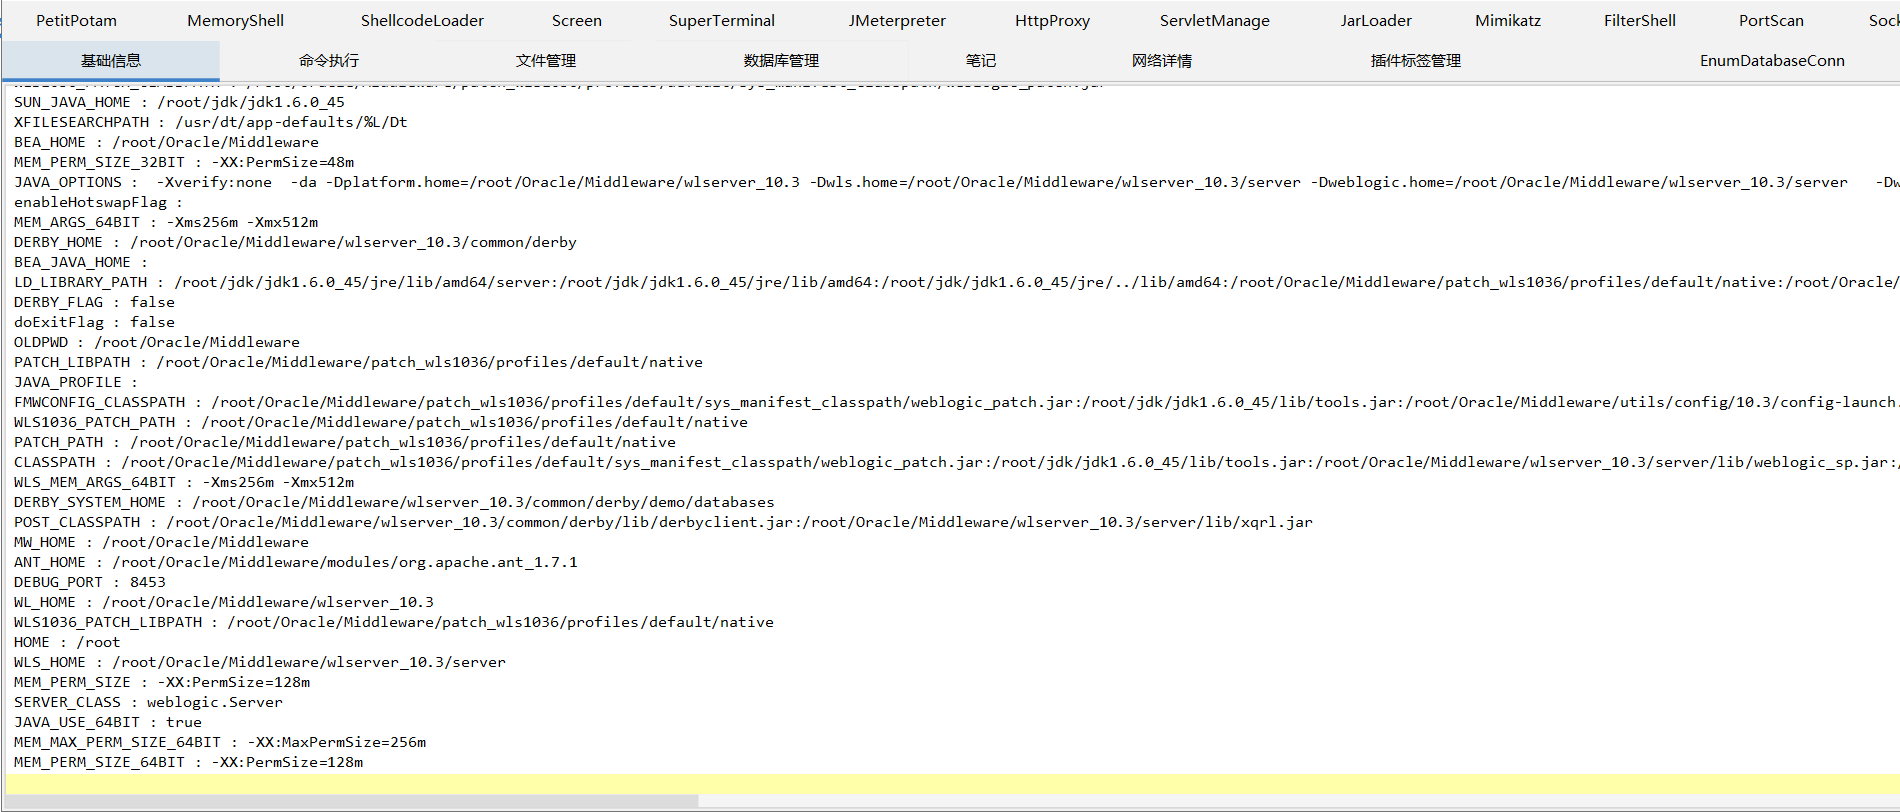 PetitPotam MemoryShell ShellcodeLoader Screen SuperTerminal JMeterpreter HttpProxy ServletManage JarLoader Mimikatz FilterShell PortScan
基础信息 命令执行 文件管理 数据库管理 笔记 网络详情 插件标签管理 EnumDatabaseConn
SUN_JAVA_HOME : /root/jdk/jdk1.6.0_45
XFILESEARCHPATH : /usr/dt/app-defaults/%L/Dt
BEA_HOME : /root/Oracle/Middleware
MEM_PERM_SIZE_32BIT : -XX:PermSize=48m
JAVA_OPTIONS :  -Xverify:none  -da -Dplatform.home=/root/Oracle/Middleware/wlserver_10.3 -Dwls.home=/root/Oracle/Middleware/wlserver_10.3/server -Dweblogic.home=/root/Oracle/Middleware/wlserver_10.3/server   -Dw
enableHotswapFlag :
MEM_ARGS_64BIT : -Xms256m -Xmx512m
DERBY_HOME : /root/Oracle/Middleware/wlserver_10.3/common/derby
BEA_JAVA_HOME :
LD_LIBRARY_PATH : /root/jdk/jdk1.6.0_45/jre/lib/amd64/server:/root/jdk/jdk1.6.0_45/jre/lib/amd64:/root/jdk/jdk1.6.0_45/jre/../lib/amd64:/root/Oracle/Middleware/patch_wls1036/profiles/default/native:/root/Oracle/
DERBY_FLAG : false
doExitFlag : false
OLDPWD : /root/Oracle/Middleware
PATCH_LIBPATH : /root/Oracle/Middleware/patch_wls1036/profiles/default/native
JAVA_PROFILE :
FMWCONFIG_CLASSPATH : /root/Oracle/Middleware/patch_wls1036/profiles/default/sys_manifest_classpath/weblogic_patch.jar:/root/jdk/jdk1.6.0_45/lib/tools.jar:/root/Oracle/Middleware/utils/config/10.3/config-launch.
WLS1036_PATCH_PATH : /root/Oracle/Middleware/patch_wls1036/profiles/default/native
PATCH_PATH : /root/Oracle/Middleware/patch_wls1036/profiles/default/native
CLASSPATH : /root/Oracle/Middleware/patch_wls1036/profiles/default/sys_manifest_classpath/weblogic_patch.jar:/root/jdk/jdk1.6.0_45/lib/tools.jar:/root/Oracle/Middleware/wlserver_10.3/server/lib/weblogic_sp.jar:/
WLS_MEM_ARGS_64BIT : -Xms256m -Xmx512m
DERBY_SYSTEM_HOME : /root/Oracle/Middleware/wlserver_10.3/common/derby/demo/databases
POST_CLASSPATH : /root/Oracle/Middleware/wlserver_10.3/common/derby/lib/derbyclient.jar:/root/Oracle/Middleware/wlserver_10.3/server/lib/xqrl.jar
MW_HOME : /root/Oracle/Middleware
ANT_HOME : /root/Oracle/Middleware/modules/org.apache.ant_1.7.1
DEBUG_PORT : 8453
WL_HOME : /root/Oracle/Middleware/wlserver_10.3
WLS1036_PATCH_LIBPATH : /root/Oracle/Middleware/patch_wls1036/profiles/default/native
HOME : /root
WLS_HOME : /root/Oracle/Middleware/wlserver_10.3/server
MEM_PERM_SIZE : -XX:PermSize=128m
SERVER_CLASS : weblogic.Server
JAVA_USE_64BIT : true
MEM_MAX_PERM_SIZE_64BIT : -XX:MaxPermSize=256m
MEM_PERM_SIZE_64BIT : -XX:PermSize=128m